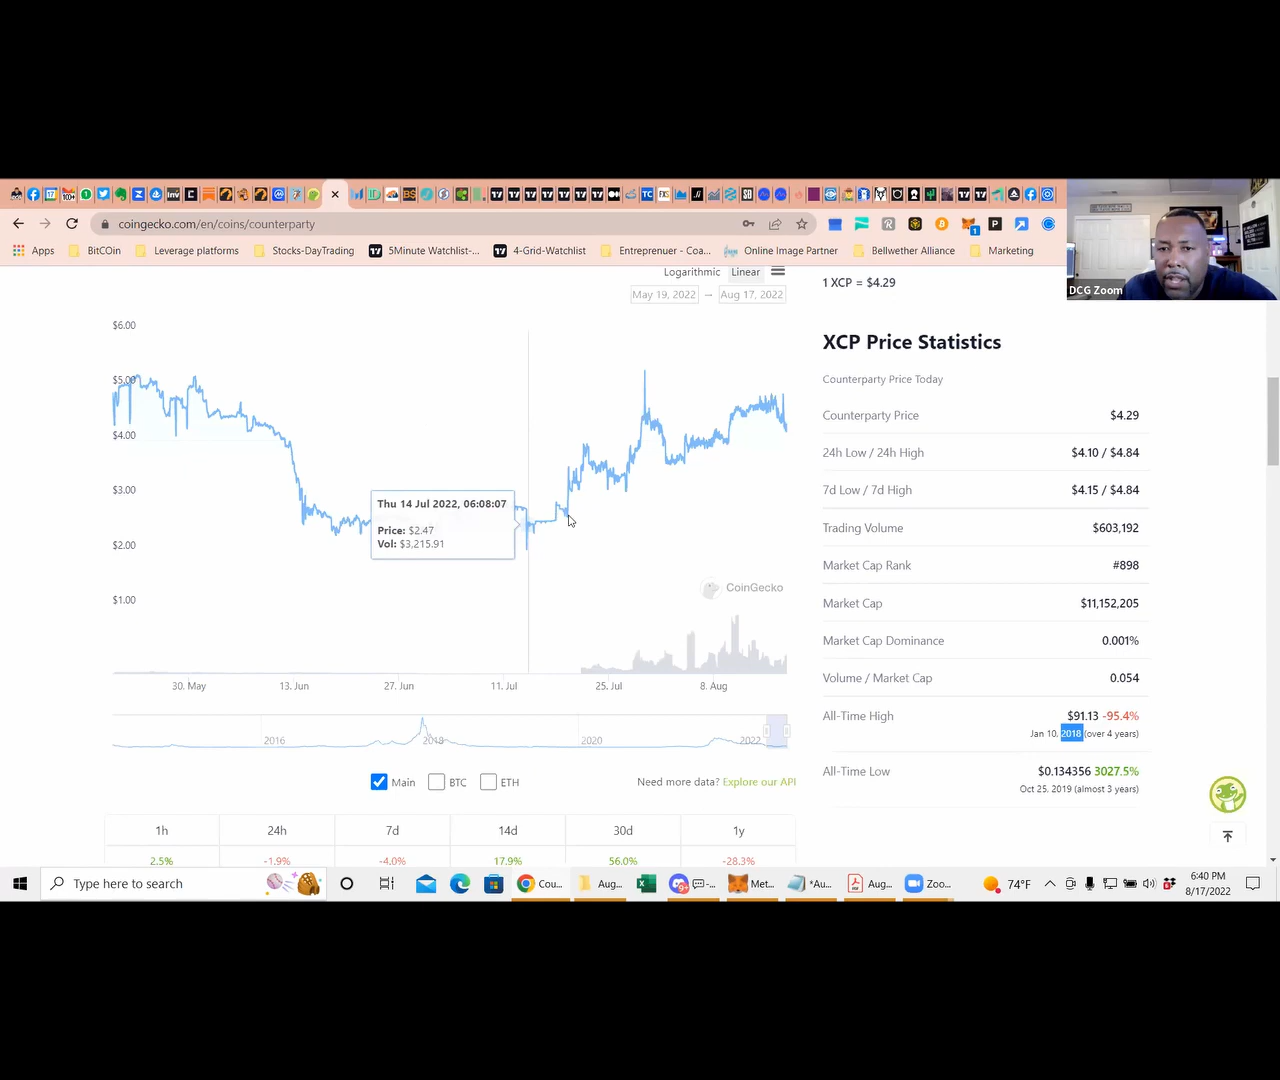 coingecko.com/en/coins/counterparty
Apps BitCOin Leverage platforms Stocks-DayTrading 5Minute Watchlist-... 4-Grid-Watchlist Entreprenuer - Coa... Online Image Partner Bellwether Alliance Marketing
DCG Zoom
Logarithmic Linear
May 19, 2022 → Aug 17, 2022
1 XCP = $4.29
$6.00
$5.00
$4.00
$3.00
$2.00
$1.00
Thu 14 Jul 2022, 06:08:07
Price: $2.47
Vol: $3,215.91
CoinGecko
30. May 13. Jun 27. Jun 11. Jul 25. Jul 8. Aug
2016 2018 2020 2022
Main BTC ETH
Need more data? Explore our API
1h 24h 7d 14d 30d 1y
2.5% -1.9% -4.0% 17.9% 56.0% -28.3%
XCP Price Statistics
Counterparty Price Today
Counterparty Price $4.29
24h Low / 24h High $4.10 / $4.84
7d Low / 7d High $4.15 / $4.84
Trading Volume $603,192
Market Cap Rank #898
Market Cap $11,152,205
Market Cap Dominance 0.001%
Volume / Market Cap 0.054
All-Time High $91.13 -95.4%
Jan 10, 2018 (over 4 years)
All-Time Low $0.134356 3027.5%
Oct 25, 2019 (almost 3 years)
Type here to search
Cou... Aug... -... Met... *Au... Aug... Zoo...
74°F
6:40 PM
8/17/2022